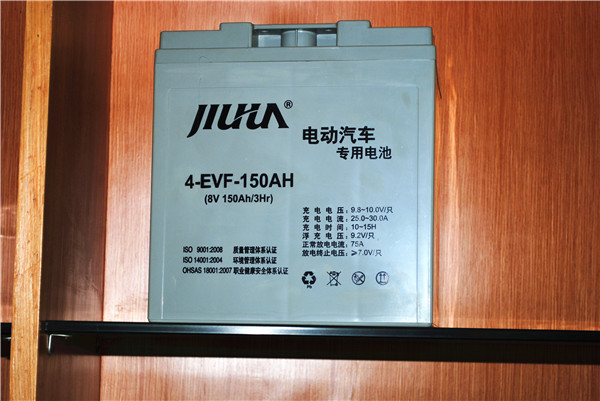 JIUHUA®
电动汽车
专用电池
4-EVF-150AH
(8V 150Ah/3Hr)
充电电压：9.8~10.0V/只
充电电流：25.0~30.0A
充电时间：10~15H
浮充电压：9.2V/只
正常放电电流：75A
放电终止电压：≥7.0V/只
ISO 9001:2008 质量管理体系认证
ISO 14001:2004 环境管理体系认证
OHSAS 18001:2007 职业健康安全体系认证